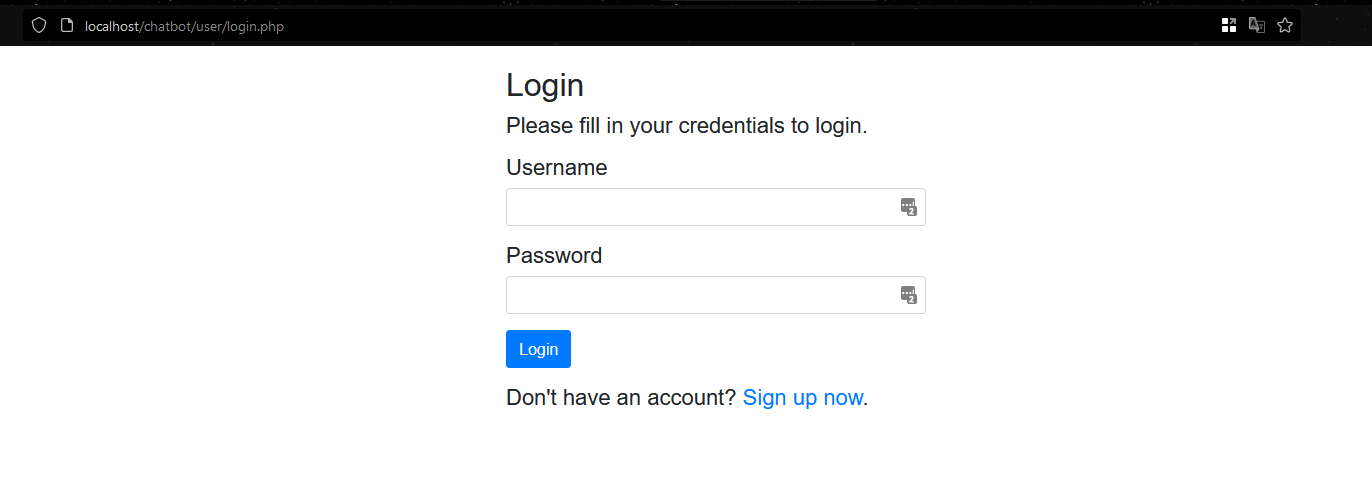 localhost/chatbot/user/login.php
Login
Please fill in your credentials to login.
Username
Password
Login
Don't have an account? Sign up now.